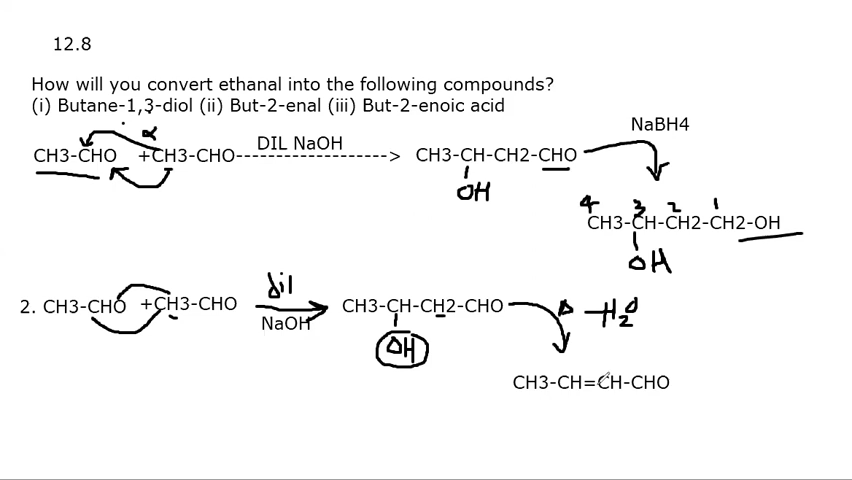 12.8
How will you convert ethanal into the following compounds?
(i) Butane-1,3-diol (ii) But-2-enal (iii) But-2-enoic acid
NaBH4
α
DIL NaOH
CH3-CHO +CH3-CHO--------------------> CH3-CH-CH2-CHO
OH
4 3 2 1
CH3-CH-CH2-CH2-OH
OH
dil
2. CH3-CHO +CH3-CHO CH3-CH-CH2-CHO Δ -H2O
NaOH
OH
CH3-CH=CH-CHO